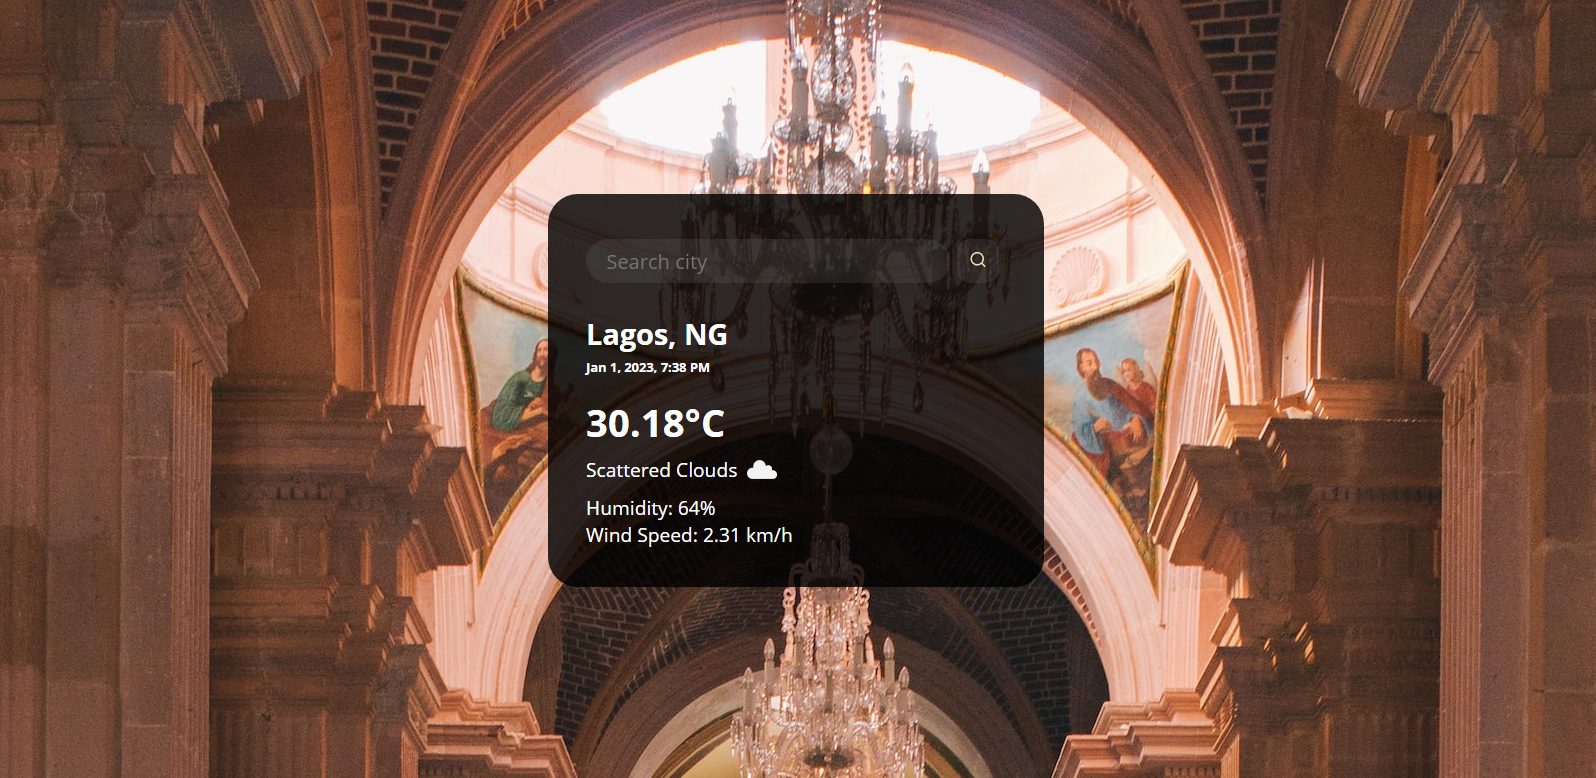 Search city
Lagos, NG
Jan 1, 2023, 7:38 PM
30.18°C
Scattered Clouds
Humidity: 64%
Wind Speed: 2.31 km/h